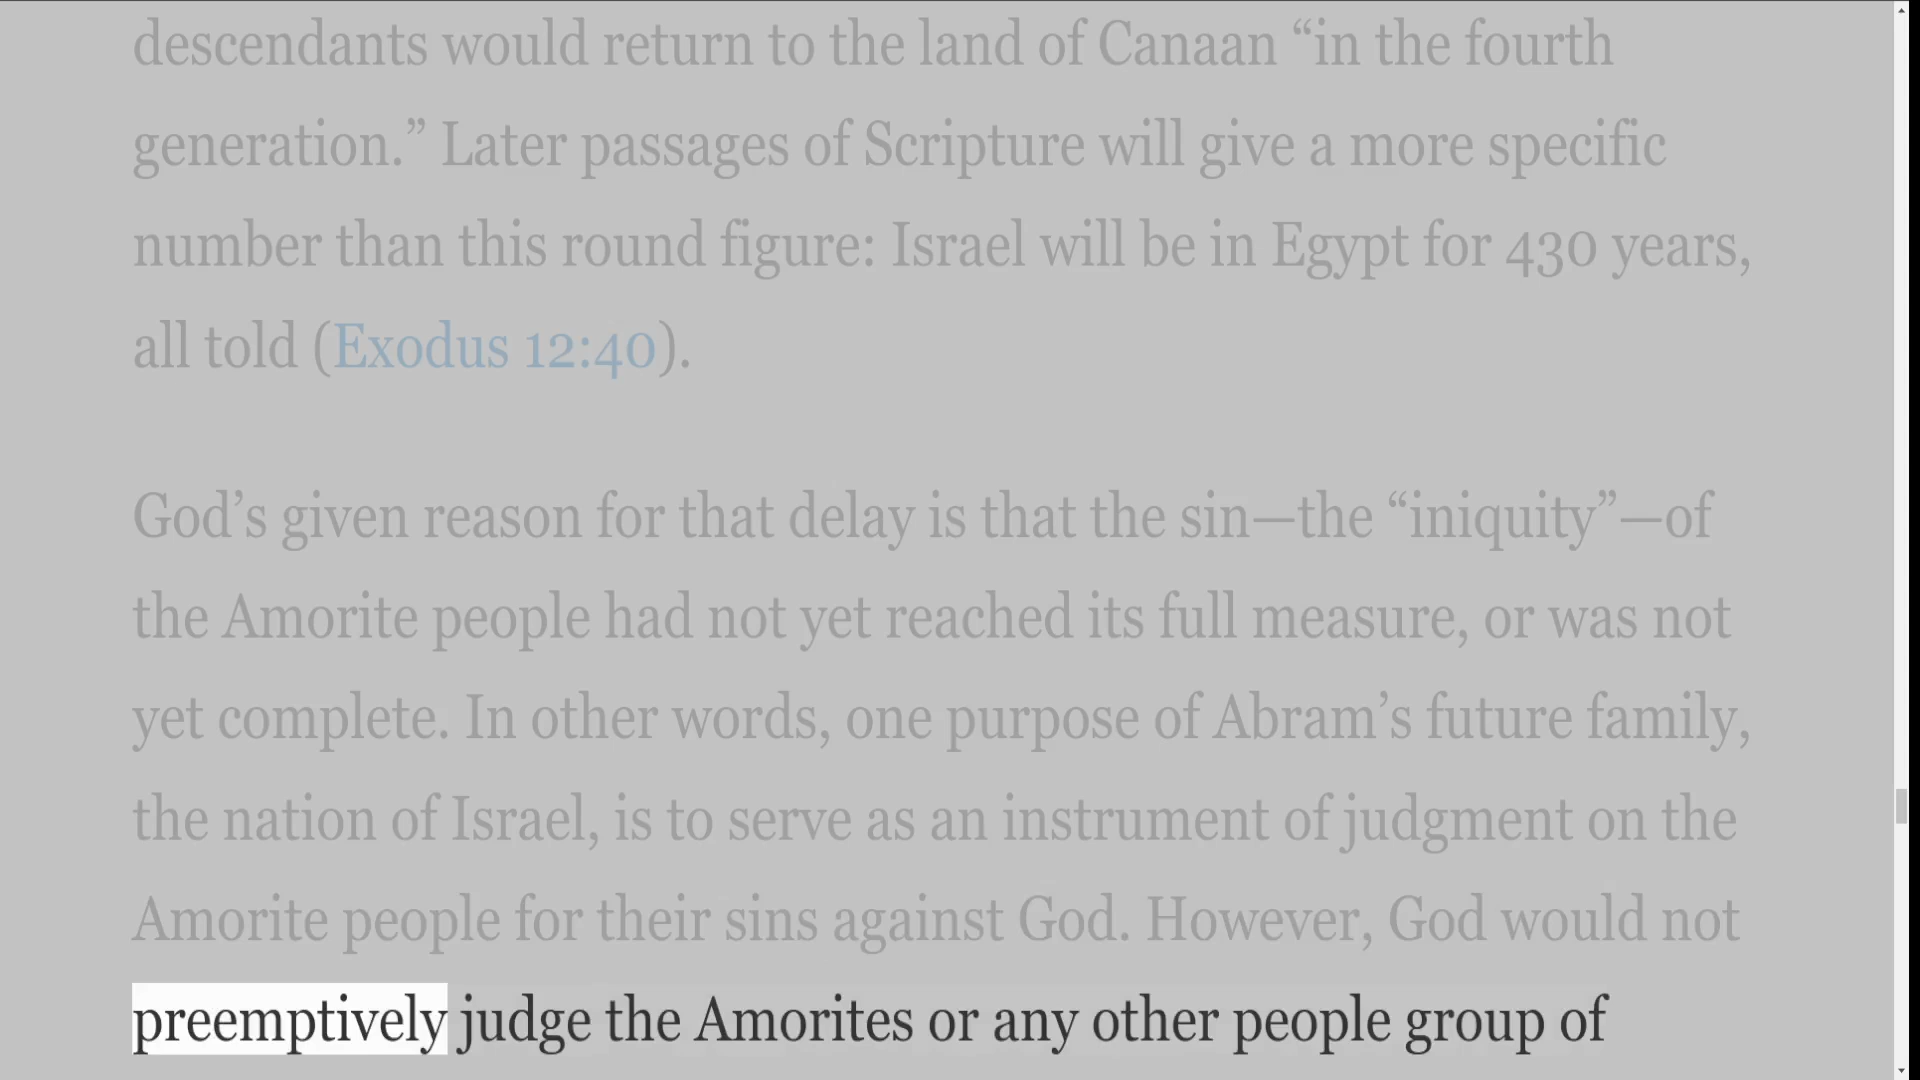 descendants would return to the land of Canaan “in the fourth
generation.” Later passages of Scripture will give a more specific
number than this round figure: Israel will be in Egypt for 430 years,
all told (Exodus 12:40).
God’s given reason for that delay is that the sin—the “iniquity”—of
the Amorite people had not yet reached its full measure, or was not
yet complete. In other words, one purpose of Abram’s future family,
the nation of Israel, is to serve as an instrument of judgment on the
Amorite people for their sins against God. However, God would not
preemptively judge the Amorites or any other people group of